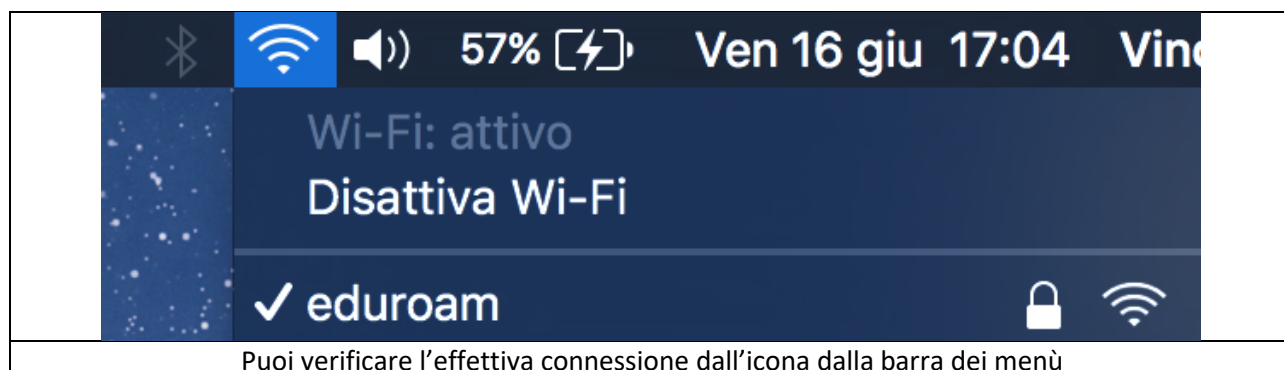 57% Ven 16 giu 17:04
Wi-Fi: attivo
Disattiva Wi-Fi
eduroam
Puoi verificare l’effettiva connessione dall’icona dalla barra dei menù